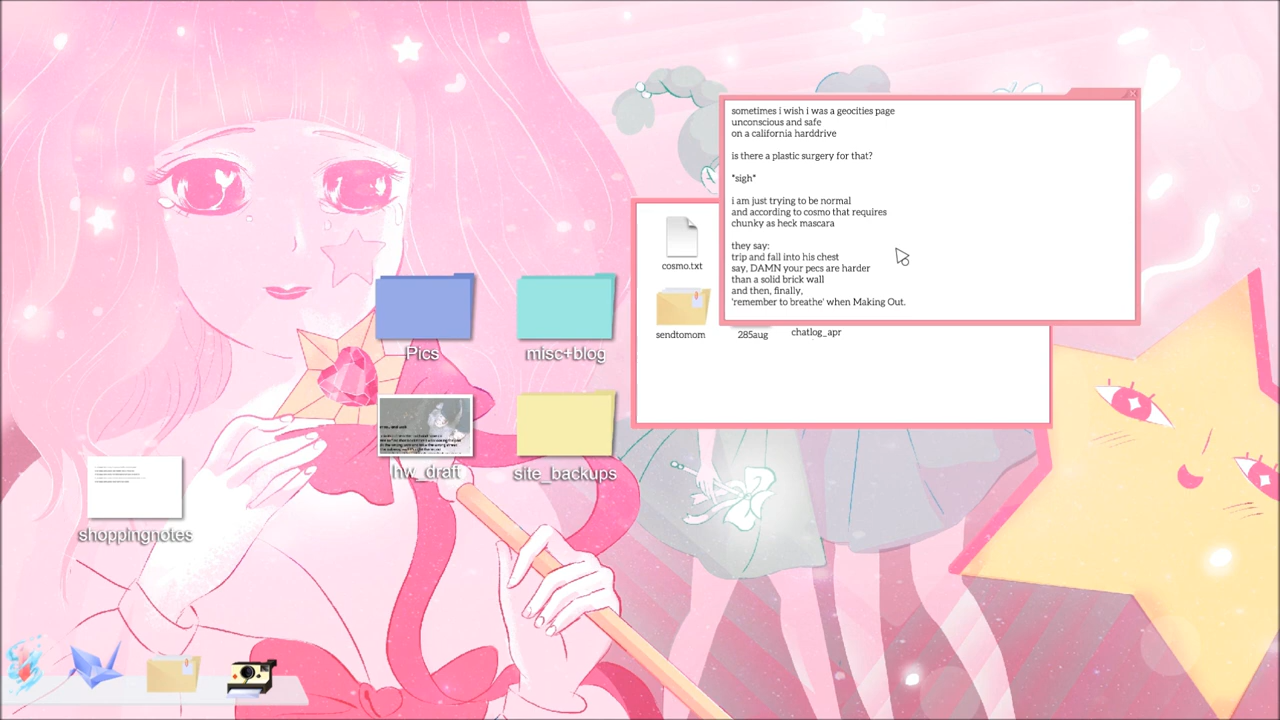 sometimes i wish i was a geocities page
unconscious and safe
on a california harddrive
is there a plastic surgery for that?
*sigh*
i am just trying to be normal
and according to cosmo that requires
chunky as heck mascara
they say:
trip and fall into his chest
say, DAMN your pecs are harder
than a solid brick wall
and then, finally,
'remember to breathe' when Making Out.
cosmo.txt
sendtomom
285aug
chatlog_apr
Pics
misc+blog
hw_draft
site_backups
shoppingnotes